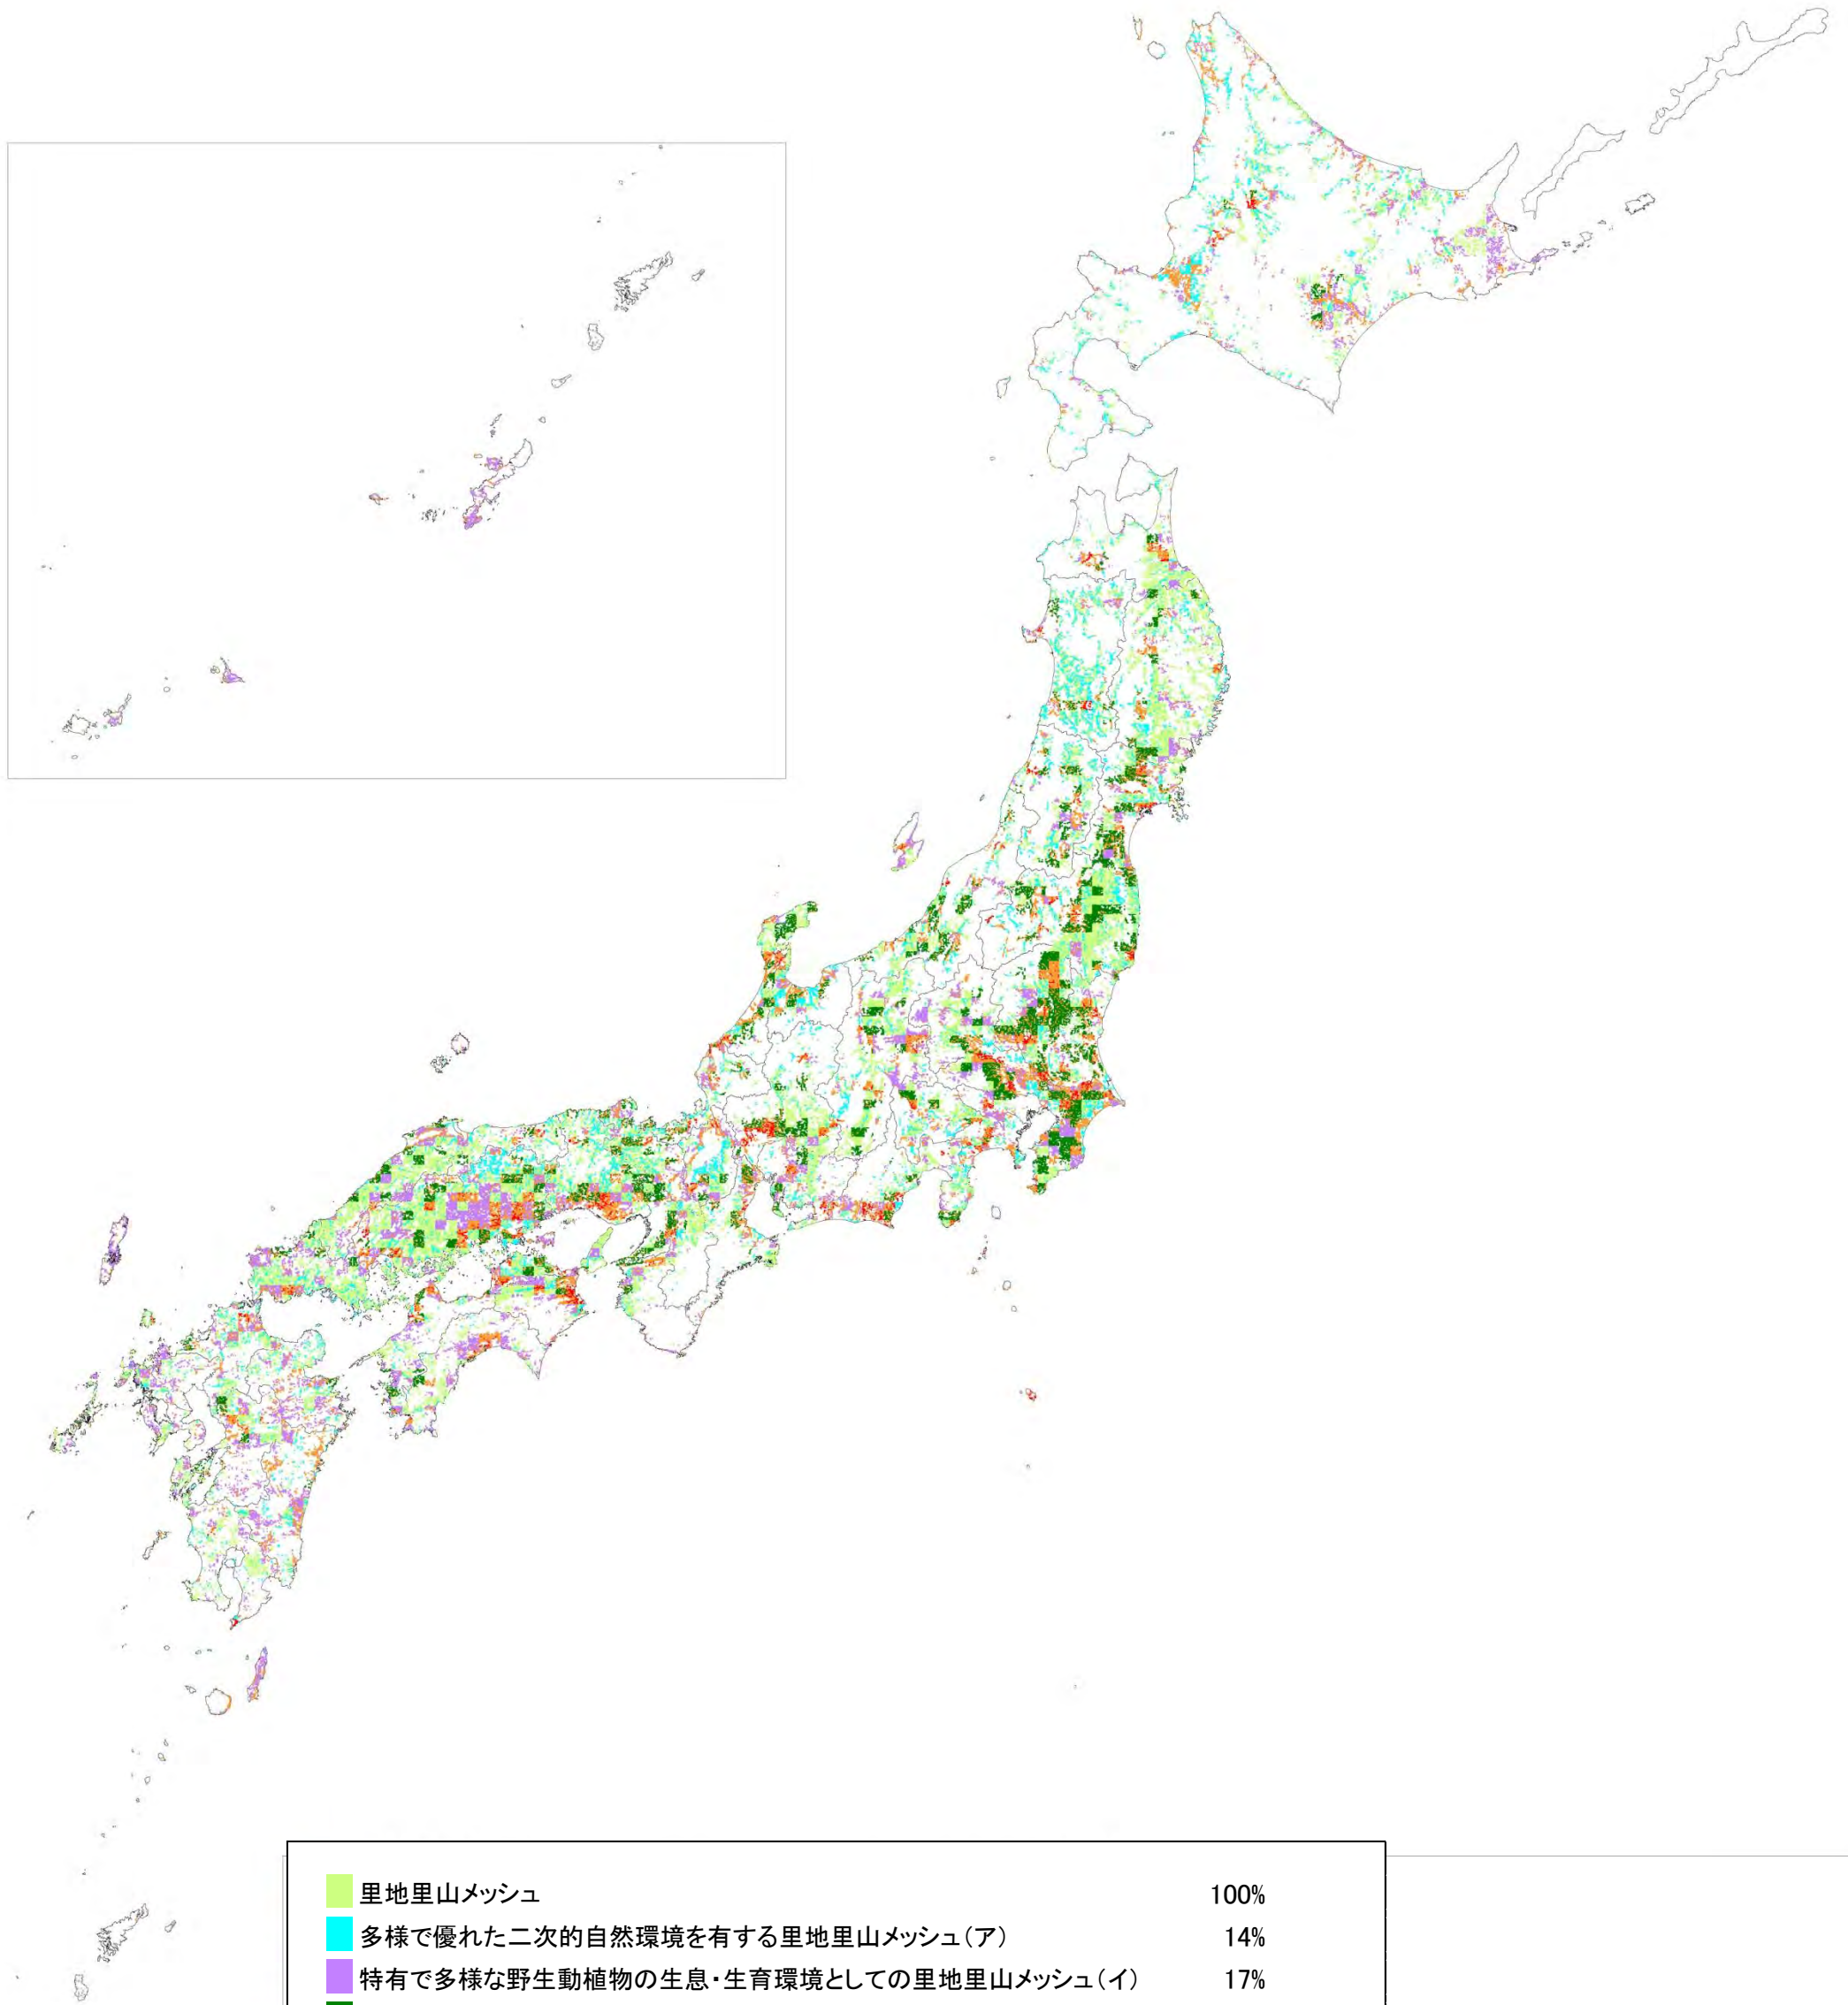 里地里山メッシュ 100%
多様で優れた二次的自然環境を有する里地里山メッシュ(ア) 14%
特有で多様な野生動植物の生息・生育環境としての里地里山メッシュ(イ) 17%